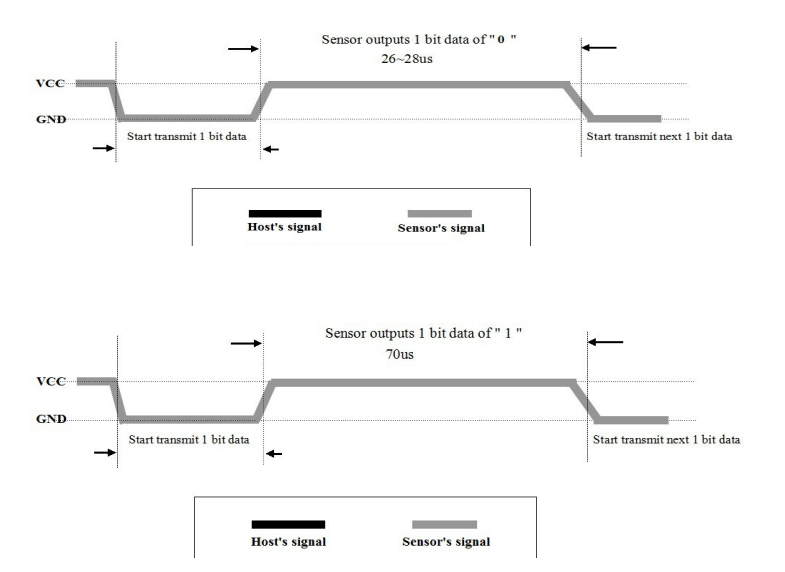 Sensor outputs 1 bit data of " 0 "
26~28us
VCC
GND
Start transmit 1 bit data
Start transmit next 1 bit data
Host's signal
Sensor's signal
Sensor outputs 1 bit data of " 1 "
70us
VCC
GND
Start transmit 1 bit data
Start transmit next 1 bit data
Host's signal
Sensor's signal